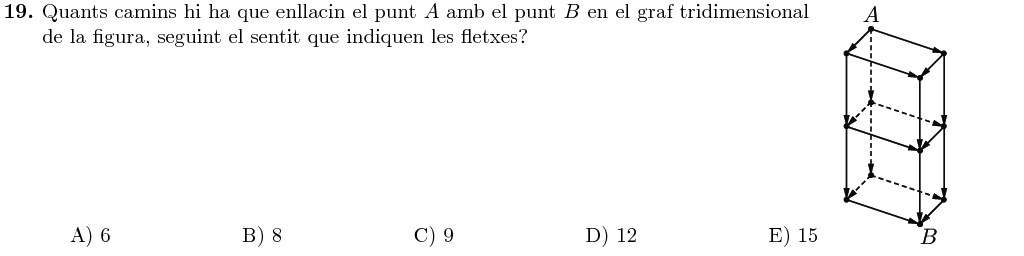 19. Quants camins hi ha que enllacin el punt A amb el punt B en el graf tridimensional
de la figura, seguint el sentit que indiquen les fletxes?
A
B
A) 6 B) 8 C) 9 D) 12 E) 15